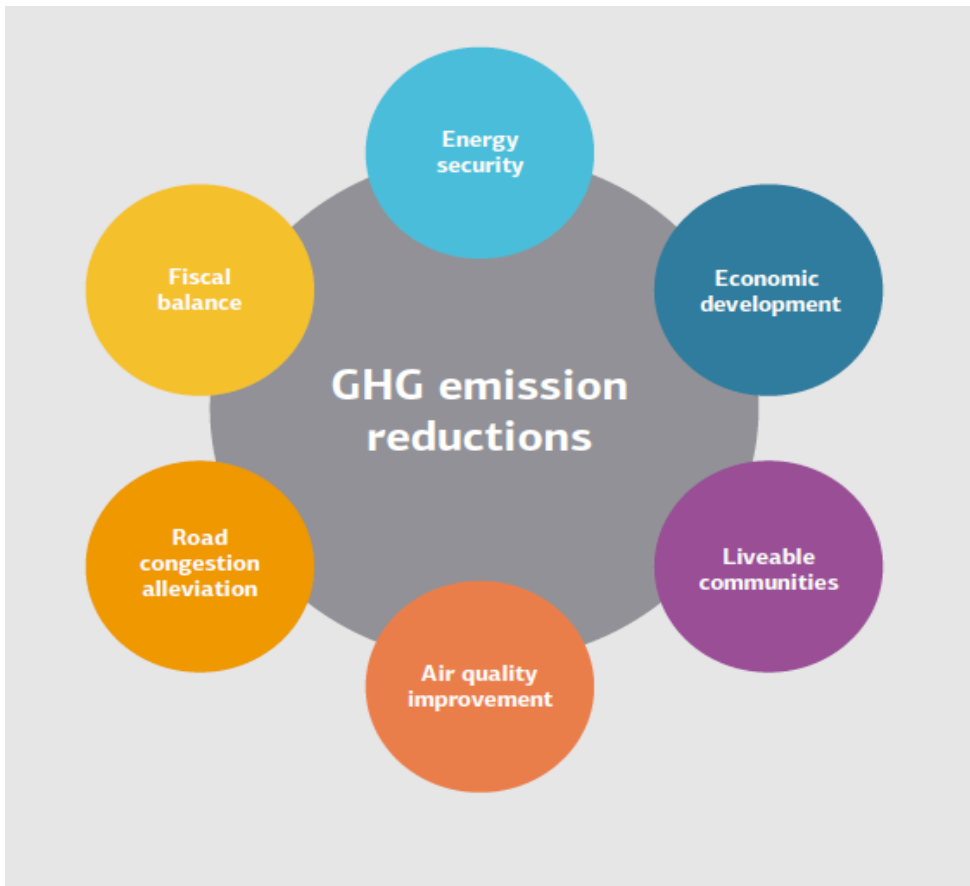 Energy
security
Fiscal
balance
Economic
development
GHG emission
reductions
Road
congestion
alleviation
Liveable
communities
Air quality
improvement